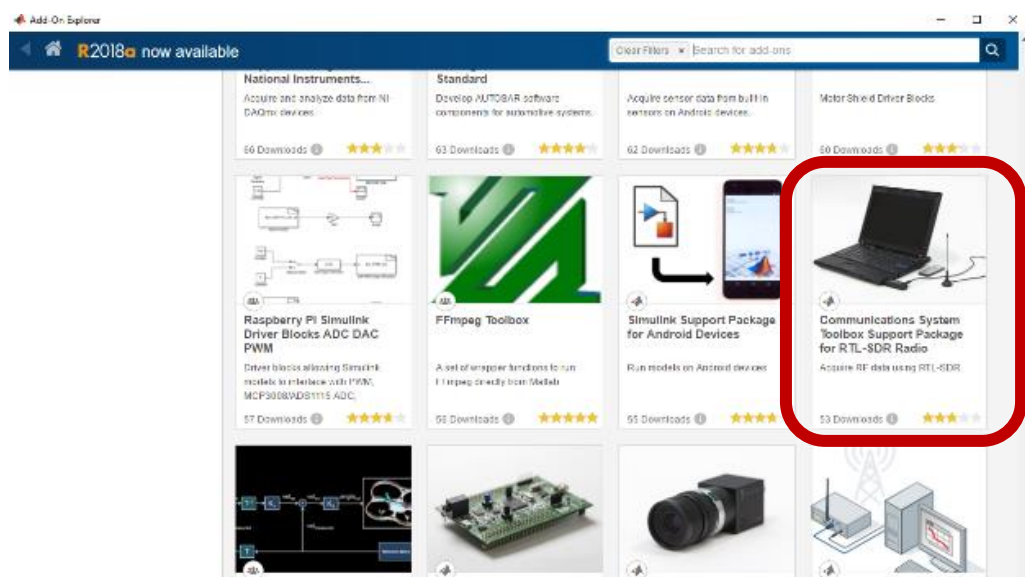 Add-On Explorer
R2018a now available
Clear Filters × Search for add-ons
National Instruments...
Acquire and analyze data from NI-
DAQmx devices.
66 Downloads
Standard
Develop AUTOSAR software
components for automotive systems.
63 Downloads
Acquire sensor data from built-in
sensors on Android devices.
62 Downloads
Motor Shield Driver Blocks
60 Downloads
Raspberry Pi Simulink
Driver Blocks ADC DAC
PWM
Driver blocks allowing Simulink
models to interface with PWM,
MCP3008/ADS1115 ADC,
57 Downloads
FFmpeg Toolbox
A set of wrapper functions to run
FFmpeg directly from Matlab
56 Downloads
Simulink Support Package
for Android Devices
Run models on Android devices
55 Downloads
Communications System
Toolbox Support Package
for RTL-SDR Radio
Acquire RF data using RTL-SDR.
53 Downloads